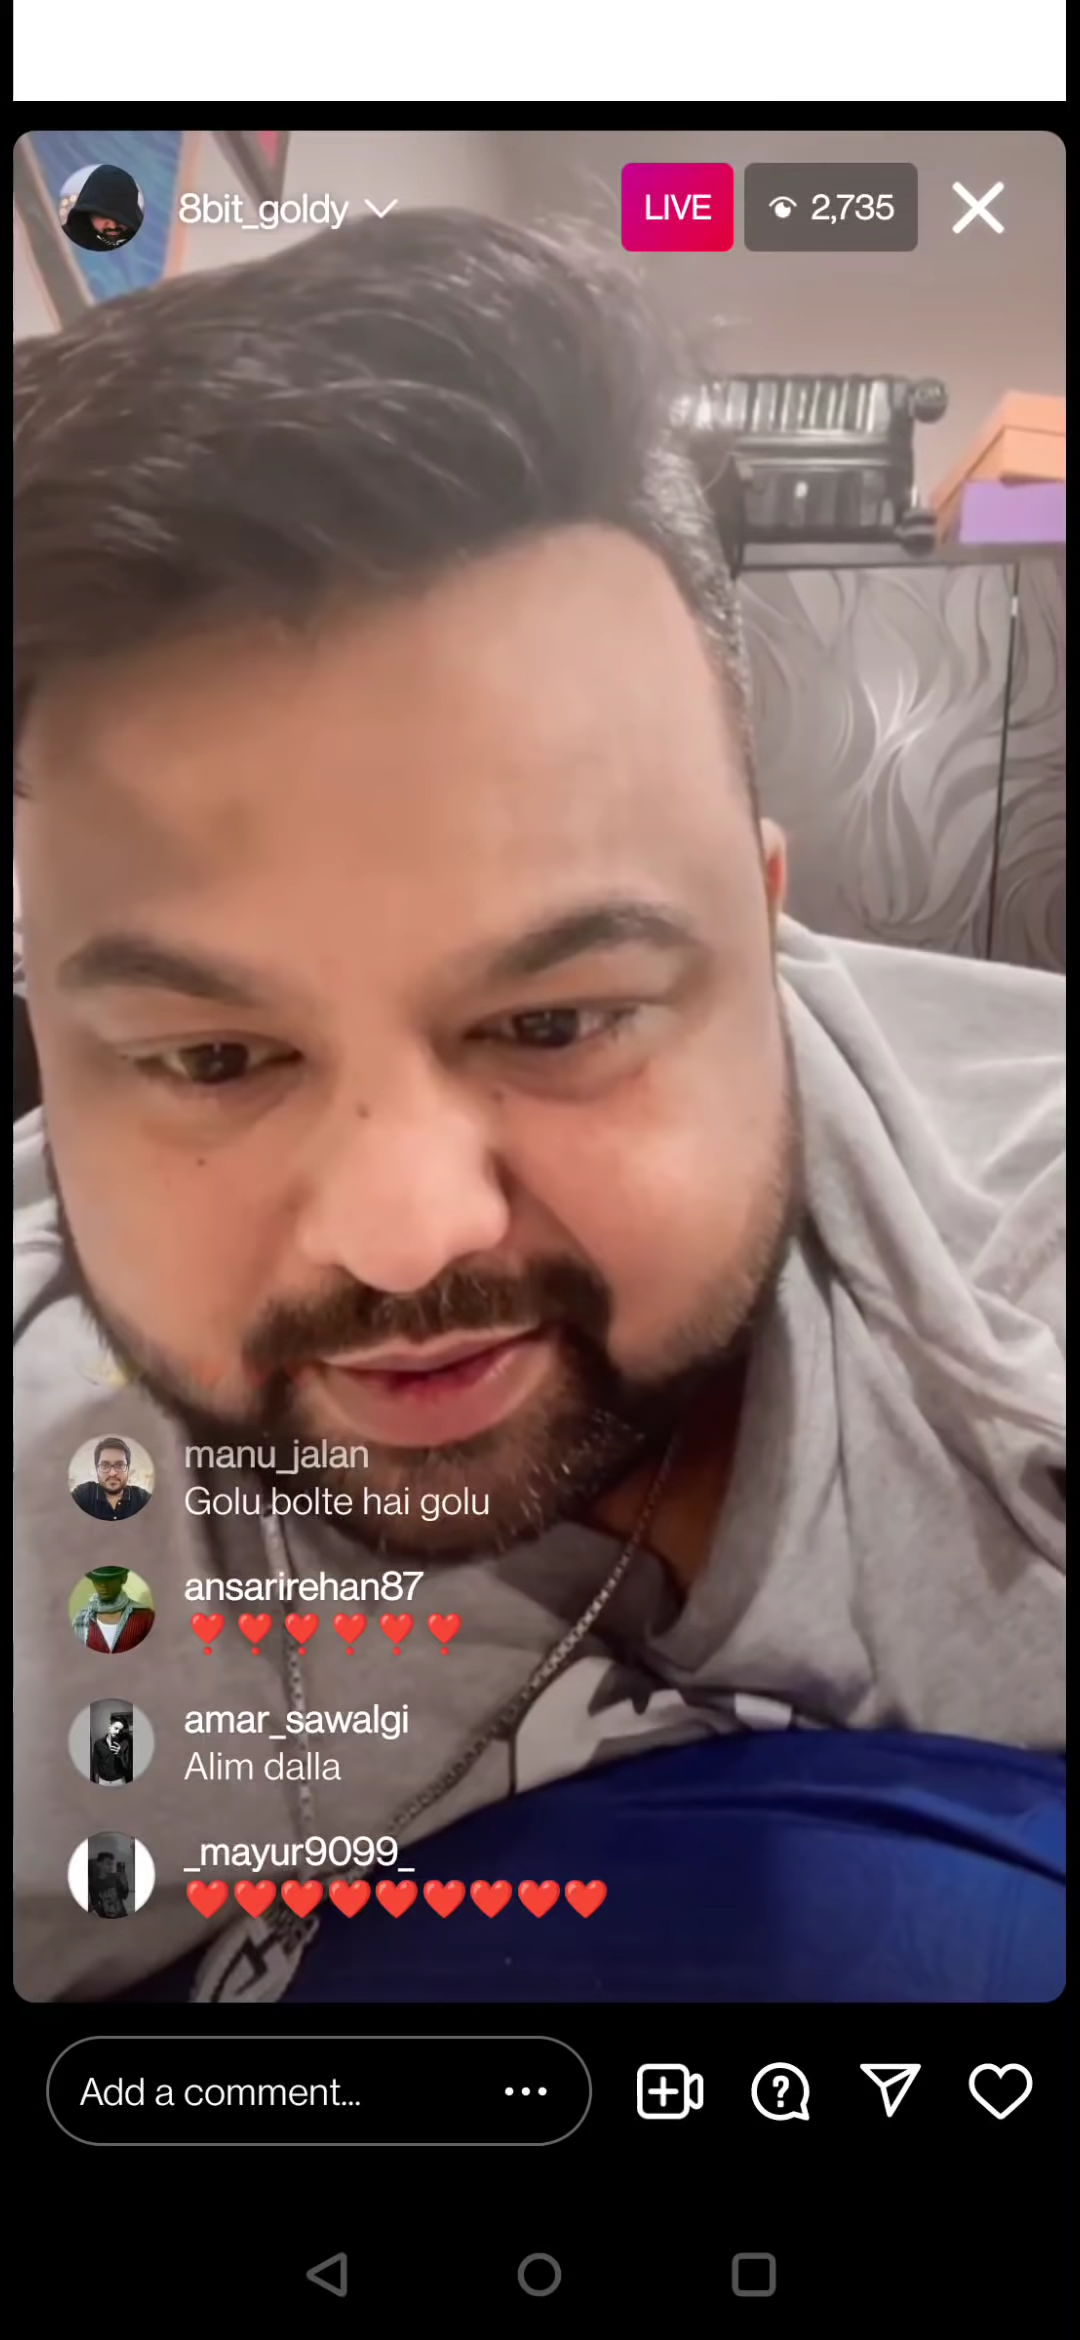 8bit_goldy
LIVE
2,735
manu_jalan
Golu bolte hai golu
ansarirehan87
❣️❣️❣️❣️❣️❣️
amar_sawalgi
Alim dalla
_mayur9099_
❤️❤️❤️❤️❤️❤️❤️❤️❤️
Add a comment...